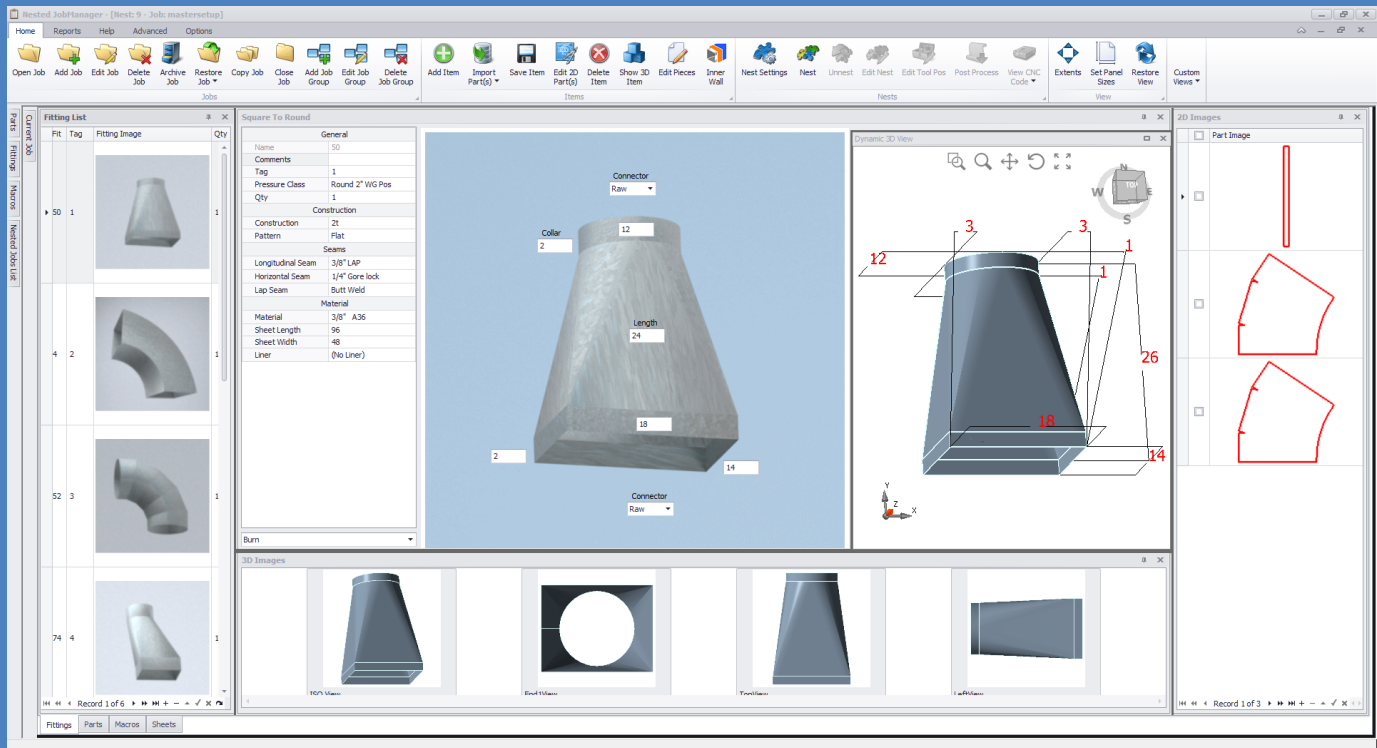 Nested JobManager - [Nest: 9 - Job: mastersetup]
Home Reports Help Advanced Options
Open Job Add Job Edit Job Delete Job Archive Job Restore Job Copy Job Close Job Add Job Group Edit Job Group Delete Job Group Add Item Import Part(s) Save Item Edit 2D Part(s) Delete Item Show 3D Item Edit Pieces Inner Wall Nest Settings Nest Unnest Edit Nest Edit Tool Pos Post Process View CNC Code Extents Set Panel Sizes Restore View Custom Views
Jobs Items Nests View
Parts
Fittings
Macros
Nested Jobs List
Current Job
Fitting List
Fit Tag Fitting Image Qty
50 1 1
4 2 1
52 3 1
74 4 1
Record 1 of 6
Fittings Parts Macros Sheets
Square To Round
General
Name 50
Comments
Tag 1
Pressure Class Round 2" WG Pos
Qty 1
Construction
Construction 2t
Pattern Flat
Seams
Longitudinal Seam 3/8" LAP
Horizontal Seam 1/4" Gore lock
Lap Seam Butt Weld
Material
Material 3/8" A36
Sheet Length 96
Sheet Width 48
Liner (No Liner)
Burn
Connector
Raw
Collar
2
12
Length
24
18
2
14
Connector
Raw
Dynamic 3D View
N
W TOP E
S
3 3
12 1
1
26
18
14
Y
Z
X
3D Images
ISO View End1View TopView LeftView
2D Images
Part Image
Record 1 of 3